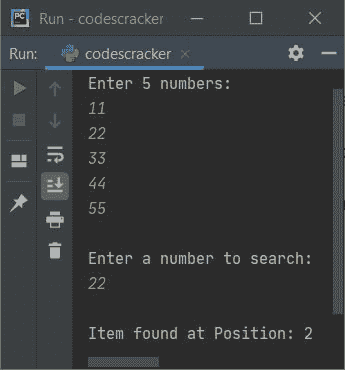 PC
Run - codescracker
Run: codescracker
Enter 5 numbers:
11
22
33
44
55
Enter a number to search:
22
Item found at Position: 2